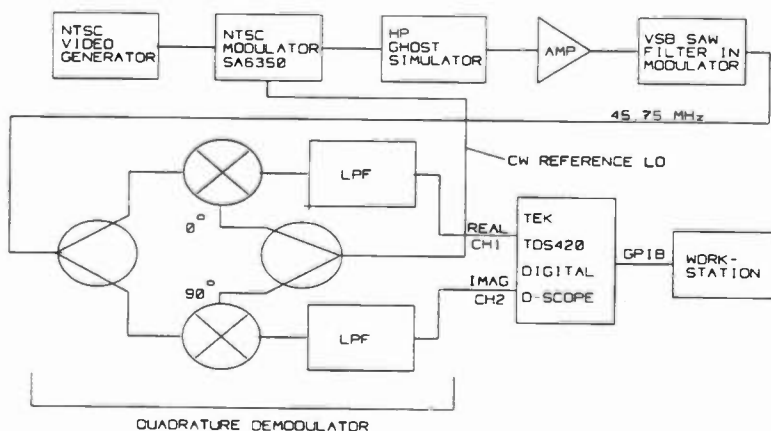 NTSC
VIDEO
GENERATOR
NTSC
MODULATOR
SA6350
HP
GHOST
SIMULATOR
AMP
VSB SAW
FILTER IN
MODULATOR
45.75 MHz
CW REFERENCE LO
LPF
0°
90°
LPF
REAL
CH1
IMAG
CH2
TEK
TDS420
DIGITAL
O-SCOPE
GPIB
WORK-
STATION
QUADRATURE DEMODULATOR